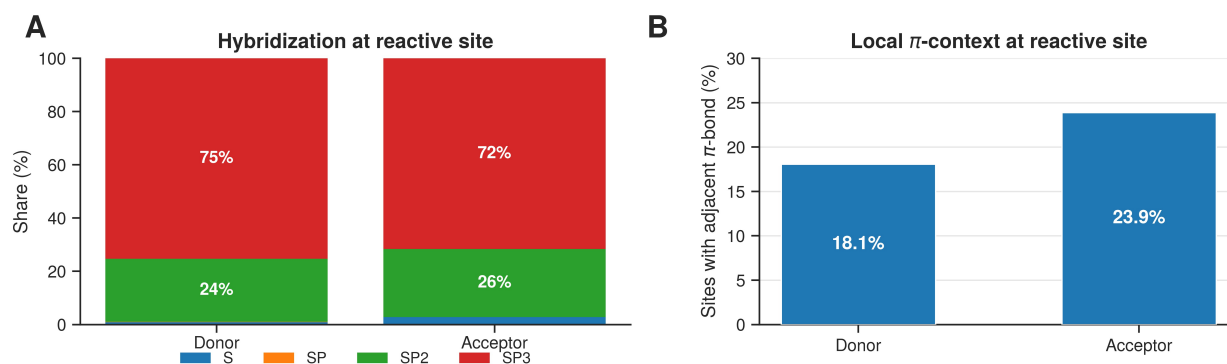 A
Hybridization at reactive site
Share (%)
100
80
60
40
20
0
75%
72%
24%
26%
Donor
Acceptor
S
SP
SP2
SP3
B
Local π-context at reactive site
Sites with adjacent π-bond (%)
30
25
20
15
10
5
0
18.1%
23.9%
Donor
Acceptor